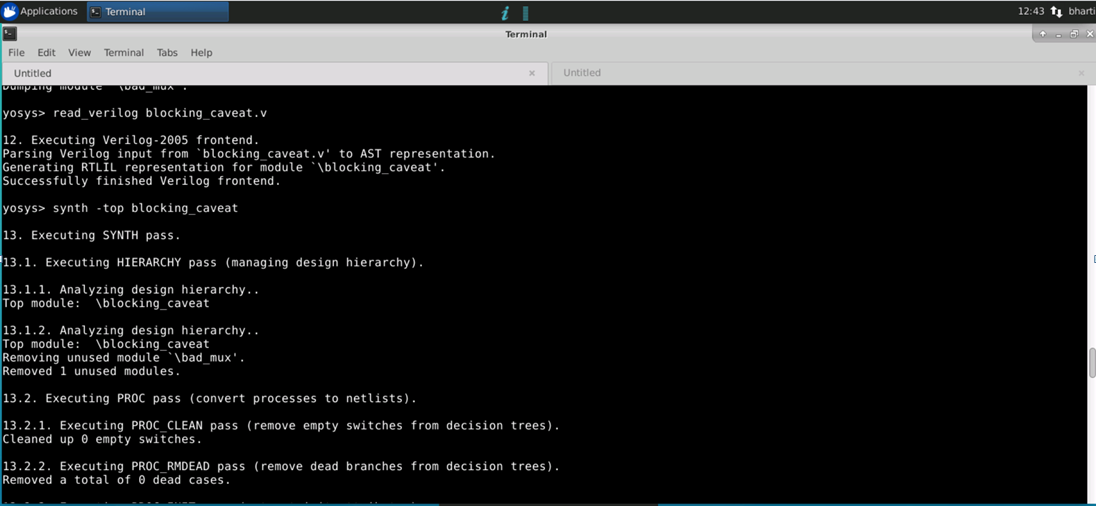 Applications
Terminal
12:43
bharti
Terminal
File Edit View Terminal Tabs Help
Untitled
Untitled
Dumping module `\bad_mux'.
yosys> read_verilog blocking_caveat.v
12. Executing Verilog-2005 frontend.
Parsing Verilog input from `blocking_caveat.v' to AST representation.
Generating RTLIL representation for module `\blocking_caveat'.
Successfully finished Verilog frontend.
yosys> synth -top blocking_caveat
13. Executing SYNTH pass.
13.1. Executing HIERARCHY pass (managing design hierarchy).
13.1.1. Analyzing design hierarchy..
Top module:  \blocking_caveat
13.1.2. Analyzing design hierarchy..
Top module:  \blocking_caveat
Removing unused module `\bad_mux'.
Removed 1 unused modules.
13.2. Executing PROC pass (convert processes to netlists).
13.2.1. Executing PROC_CLEAN pass (remove empty switches from decision trees).
Cleaned up 0 empty switches.
13.2.2. Executing PROC_RMDEAD pass (remove dead branches from decision trees).
Removed a total of 0 dead cases.